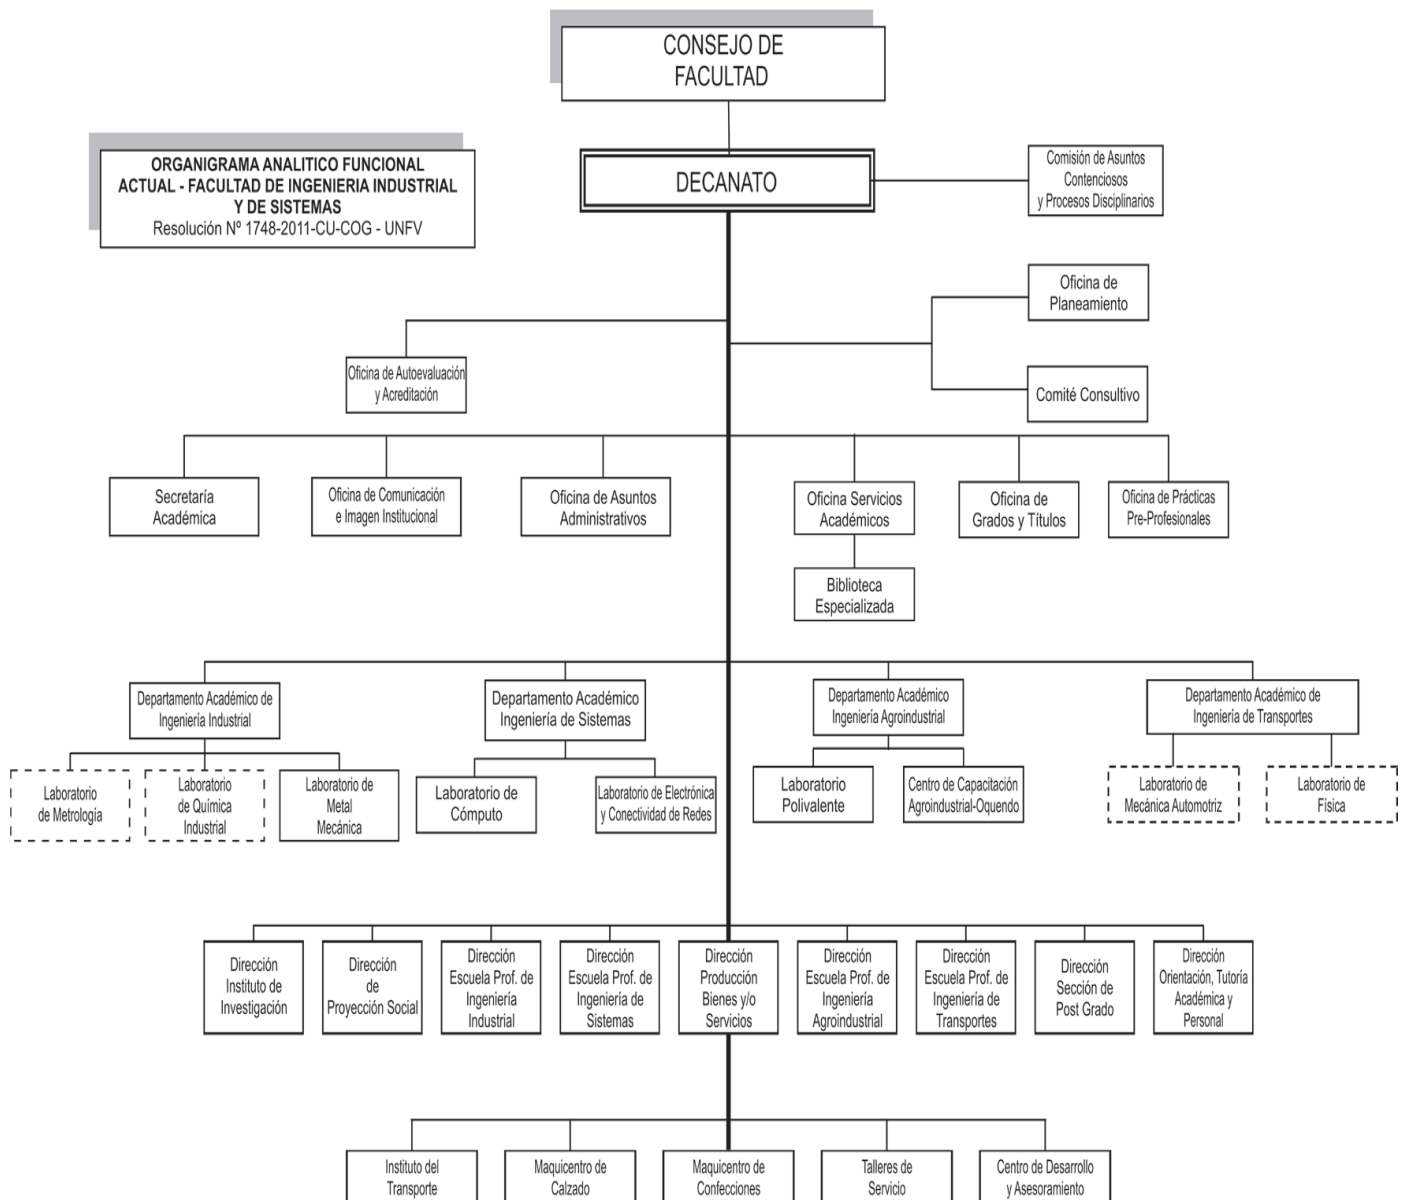 CONSEJO DE
FACULTAD
ORGANIGRAMA ANALITICO FUNCIONAL
ACTUAL - FACULTAD DE INGENIERIA INDUSTRIAL
Y DE SISTEMAS
Resolución Nº 1748-2011-CU-COG - UNFV
DECANATO
Comisión de Asuntos
Contenciosos
y Procesos Disciplinarios
Oficina de
Planeamiento
Oficina de Autoevaluación
y Acreditación
Comité Consultivo
Secretaría
Académica
Oficina de Comunicación
e Imagen Institucional
Oficina de Asuntos
Administrativos
Oficina Servicios
Académicos
Oficina de
Grados y Títulos
Oficina de Prácticas
Pre-Profesionales
Biblioteca
Especializada
Departamento Académico de
Ingeniería Industrial
Departamento Académico
Ingeniería de Sistemas
Departamento Académico
Ingeniería Agroindustrial
Departamento Académico de
Ingeniería de Transportes
Laboratorio
de Metrología
Laboratorio
de Química
Industrial
Laboratorio de
Metal
Mecánica
Laboratorio de
Cómputo
Laboratorio de Electrónica
y Conectividad de Redes
Laboratorio
Polivalente
Centro de Capacitación
Agroindustrial-Oquendo
Laboratorio de
Mecánica Automotriz
Laboratorio de
Física
Dirección
Instituto de
Investigación
Dirección
de
Proyección Social
Dirección
Escuela Prof. de
Ingeniería
Industrial
Dirección
Escuela Prof. de
Ingeniería de
Sistemas
Dirección
Producción
Bienes y/o
Servicios
Dirección
Escuela Prof. de
Ingeniería
Agroindustrial
Dirección
Escuela Prof. de
Ingeniería de
Transportes
Dirección
Sección de
Post Grado
Dirección
Orientación, Tutoría
Académica y
Personal
Instituto del
Transporte
Maquicentro de
Calzado
Maquicentro de
Confecciones
Talleres de
Servicio
Centro de Desarrollo
y Asesoramiento